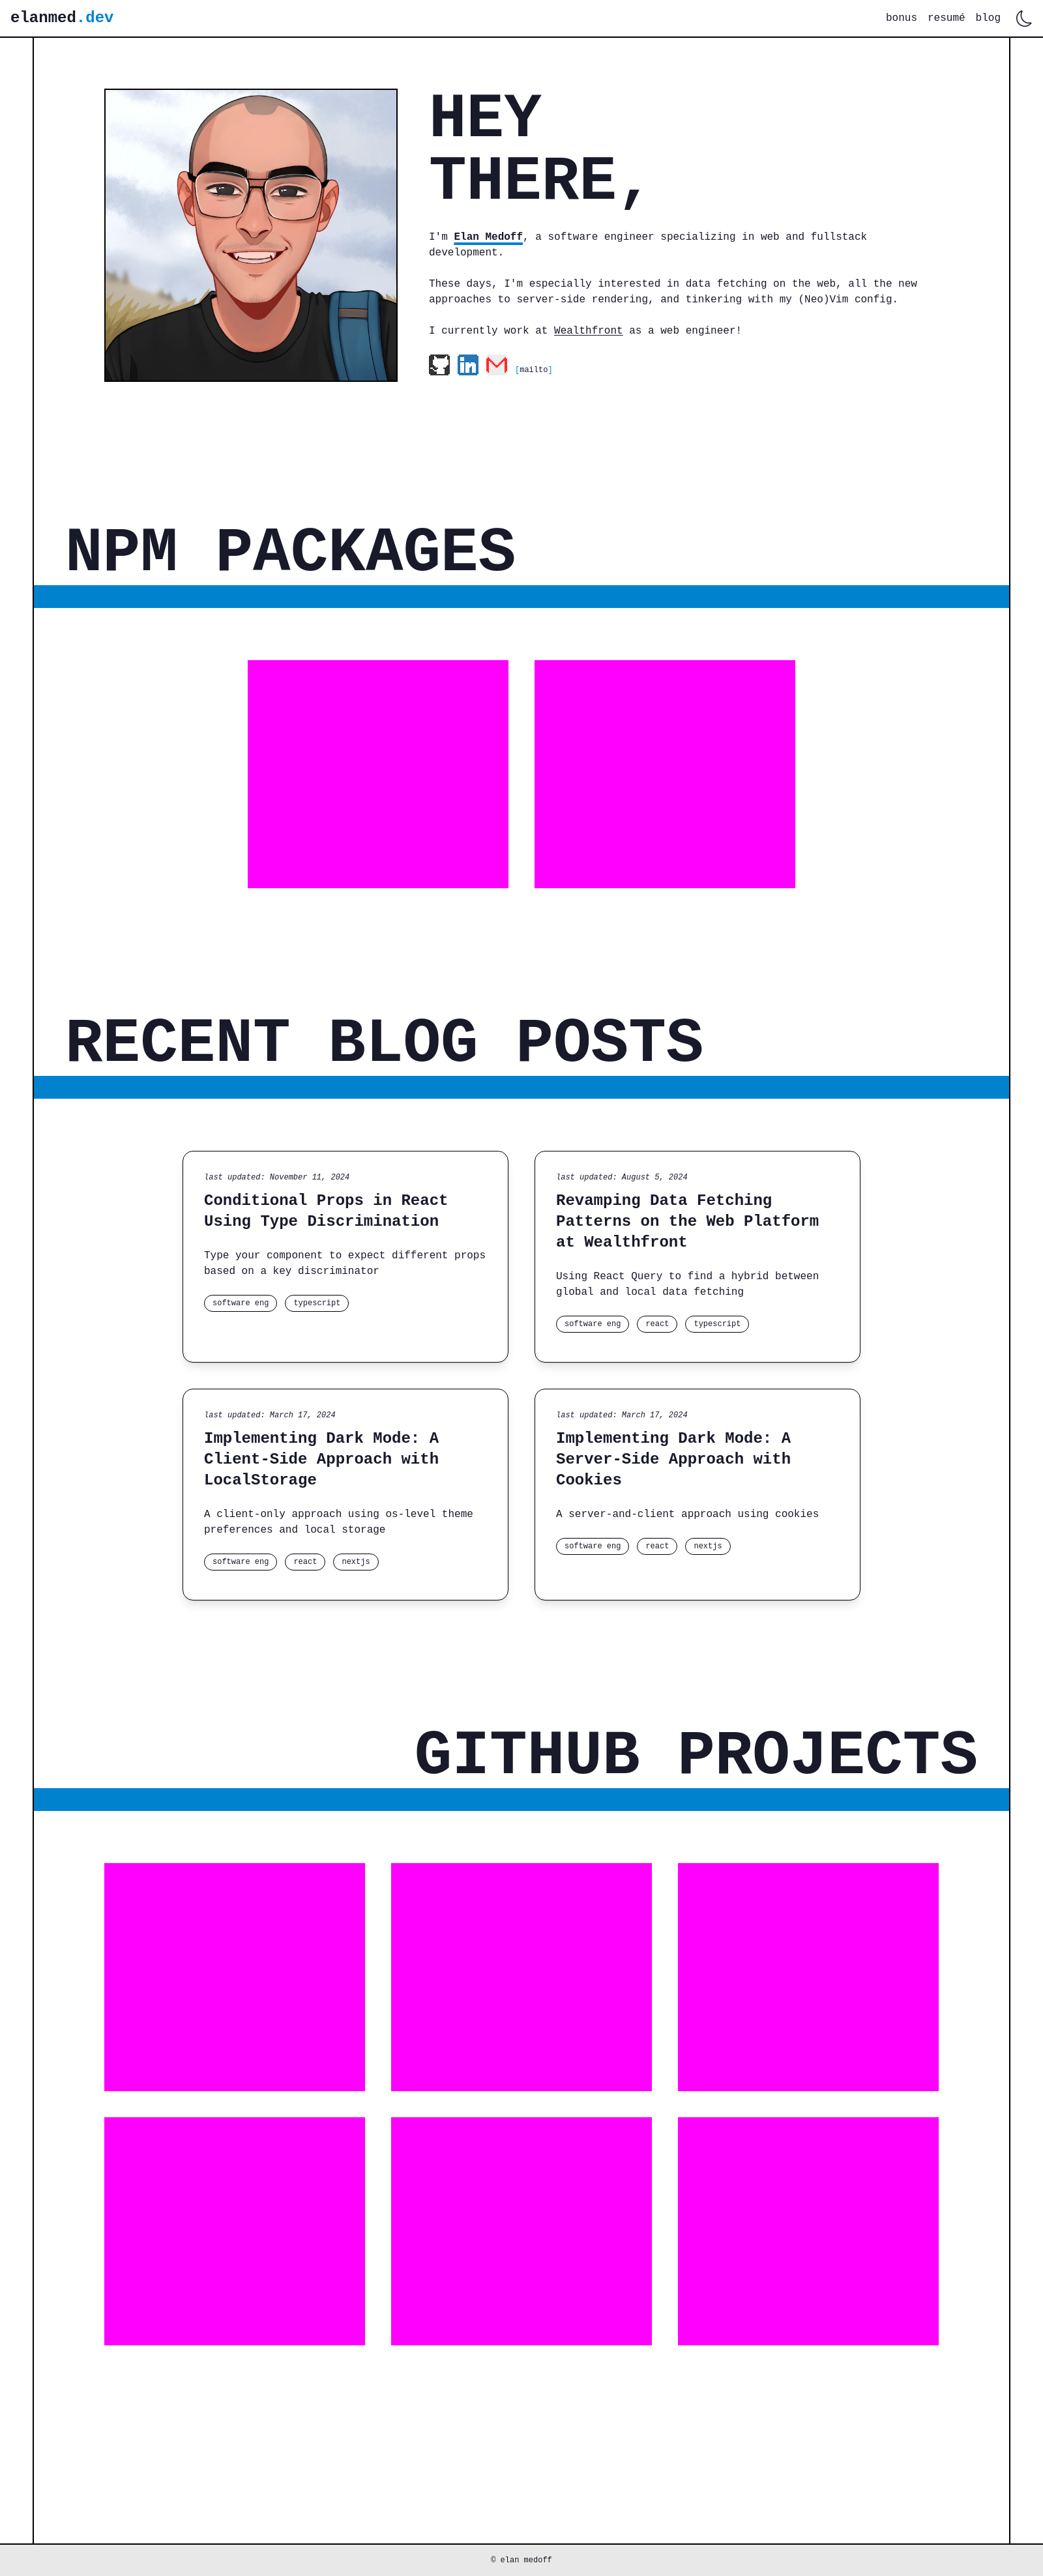 elanmed.dev
bonus resumé blog
HEY
THERE,
I'm Elan Medoff, a software engineer specializing in web and fullstack
development.
These days, I'm especially interested in data fetching on the web, all the new
approaches to server-side rendering, and tinkering with my (Neo)Vim config.
I currently work at Wealthfront as a web engineer!
in [mailto]
NPM PACKAGES
RECENT BLOG POSTS
last updated: November 11, 2024
Conditional Props in React
Using Type Discrimination
Type your component to expect different props
based on a key discriminator
software eng typescript
last updated: August 5, 2024
Revamping Data Fetching
Patterns on the Web Platform
at Wealthfront
Using React Query to find a hybrid between
global and local data fetching
software eng react typescript
last updated: March 17, 2024
Implementing Dark Mode: A
Client-Side Approach with
LocalStorage
A client-only approach using os-level theme
preferences and local storage
software eng react nextjs
last updated: March 17, 2024
Implementing Dark Mode: A
Server-Side Approach with
Cookies
A server-and-client approach using cookies
software eng react nextjs
GITHUB PROJECTS
© elan medoff